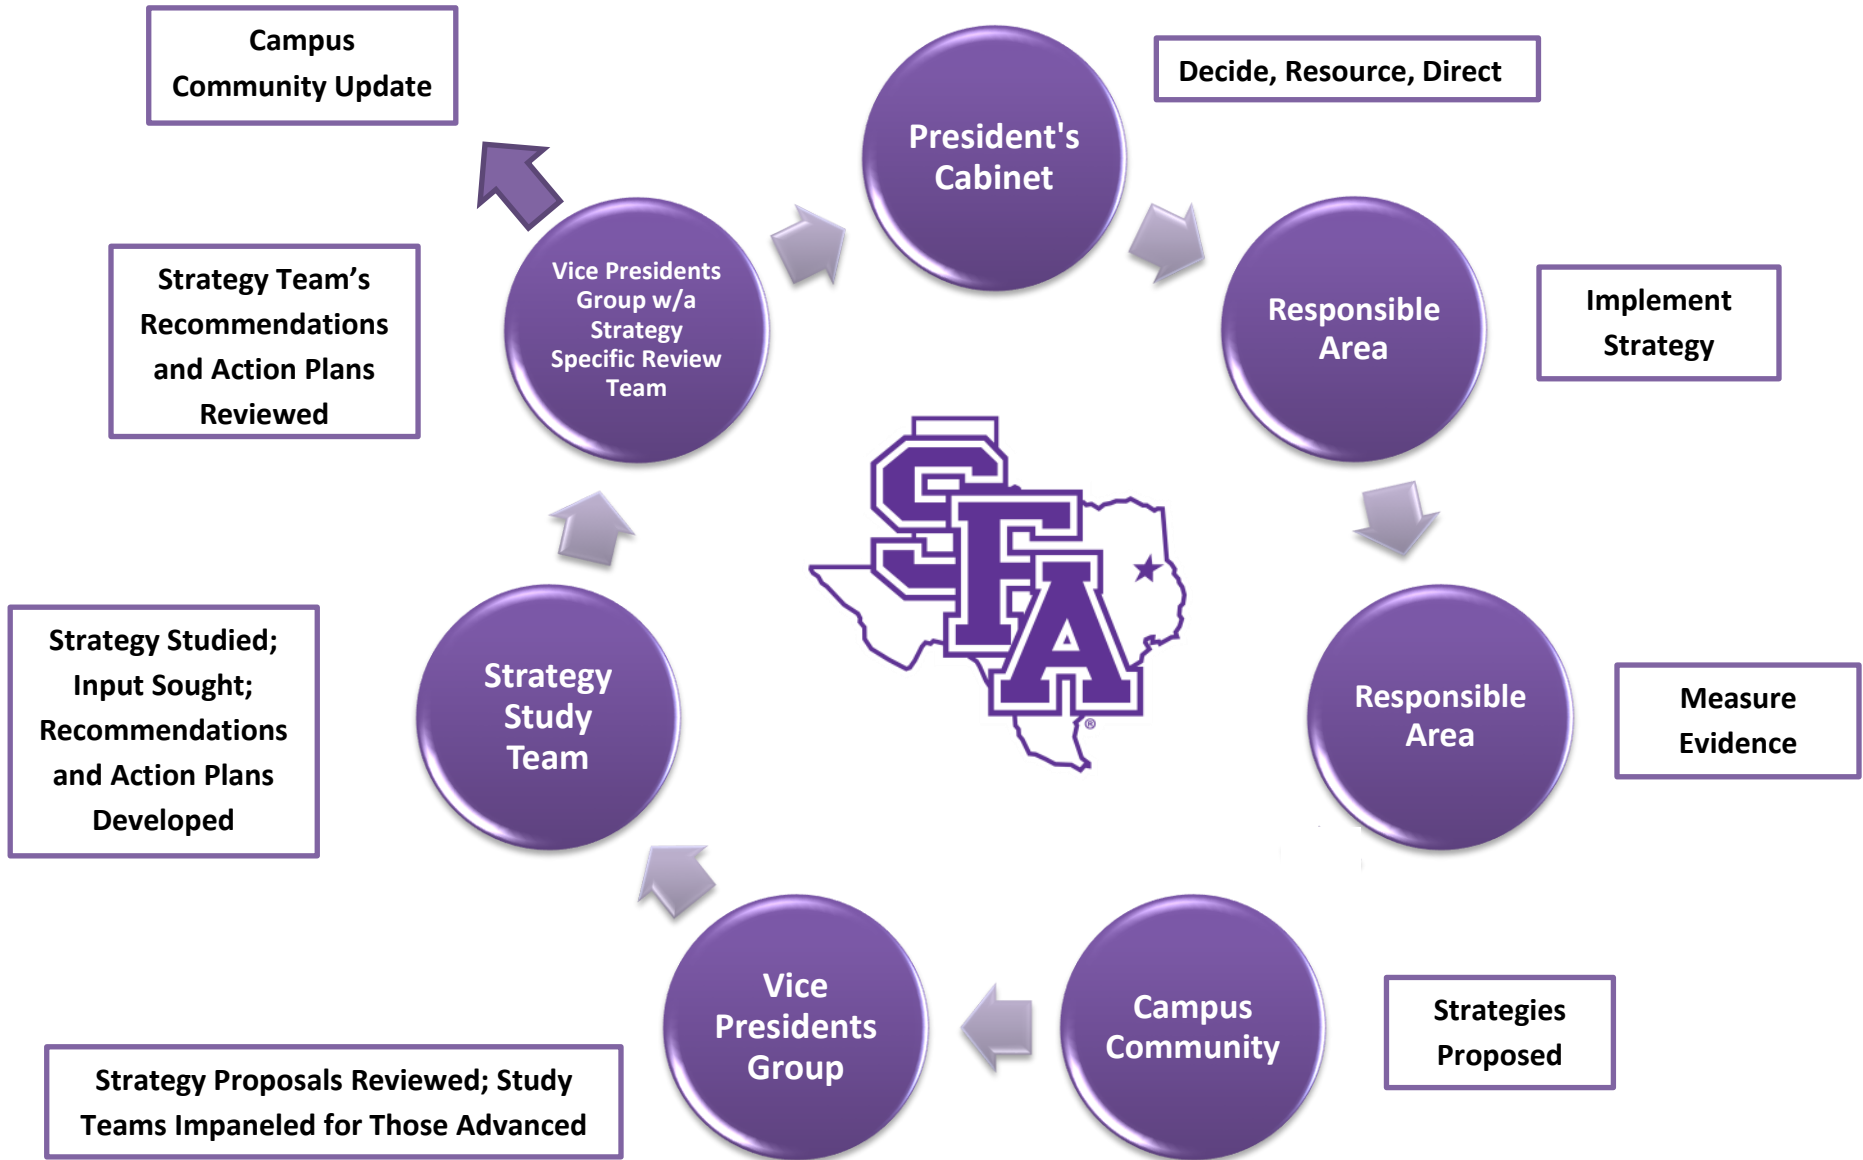 Campus
Community Update
President's
Cabinet
Decide, Resource, Direct
Vice Presidents
Group w/a
Strategy
Specific Review
Team
Strategy Team’s
Recommendations
and Action Plans
Reviewed
Responsible
Area
Implement
Strategy
SFA
®
Strategy
Study
Team
Strategy Studied;
Input Sought;
Recommendations
and Action Plans
Developed
Responsible
Area
Measure
Evidence
Vice
Presidents
Group
Campus
Community
Strategies
Proposed
Strategy Proposals Reviewed; Study
Teams Impaneled for Those Advanced